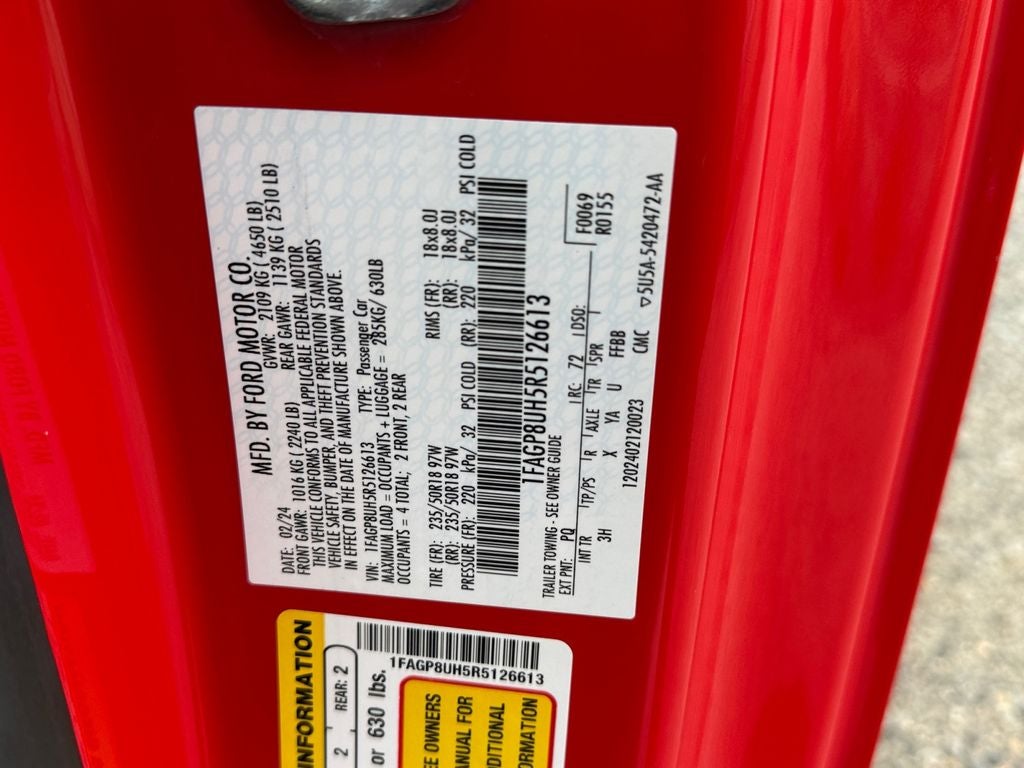 MFD. BY FORD MOTOR CO.
DATE: 02/24 GVWR: 2109 KG ( 4650 LB)
FRONT GAWR: 1016 KG ( 2240 LB) REAR GAWR: 1139 KG ( 2510 LB)
THIS VEHICLE CONFORMS TO ALL APPLICABLE FEDERAL MOTOR
VEHICLE SAFETY, BUMPER, AND THEFT PREVENTION STANDARDS
IN EFFECT ON THE DATE OF MANUFACTURE SHOWN ABOVE.
VIN: 1FAGP8UH5R5126613 TYPE: Passenger Car
MAXIMUM LOAD = OCCUPANTS + LUGGAGE = 285KG/ 630LB
OCCUPANTS = 4 TOTAL; 2 FRONT, 2 REAR
TIRE (FR): 235/50R18 97W RIMS (FR): 18x8.0J
(RR): 235/50R18 97W (RR): 18x8.0J
PRESSURE (FR): 220 kPa/ 32 PSI COLD (RR): 220 kPa/ 32 PSI COLD
1FAGP8UH5R5126613
TRAILER TOWING - SEE OWNER GUIDE
F0069
EXT PNT: PQ RC: 72 DSO: R0155
INT TR TP/PS R AXLE TR SPR
3H X YA U FFBB
120240212002​3 CMC ▽5U5A-5420472-AA
INFORMATION
2 REAR: 2
or 630 lbs.
1FAGP8UH5R5126613
OWNERS
FOR